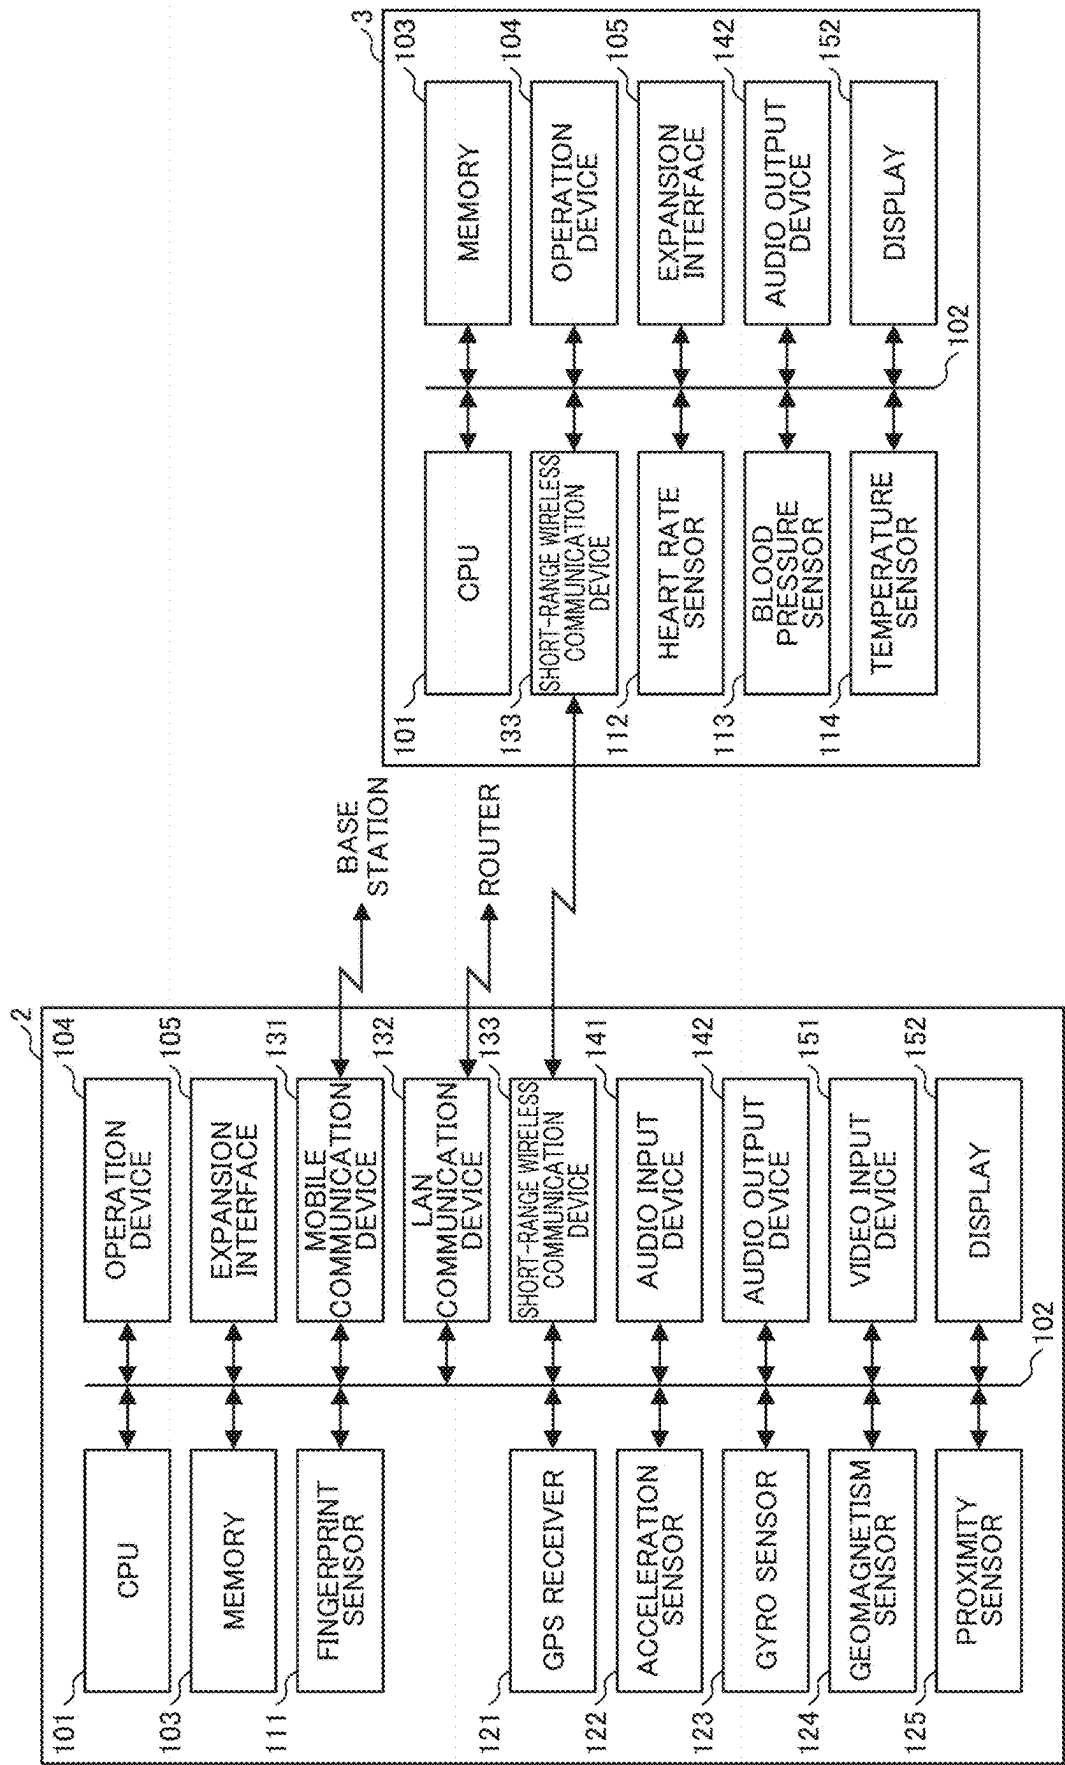 2
101
CPU
103
MEMORY
111
FINGERPRINT
SENSOR
121
GPS RECEIVER
122
ACCELERATION
SENSOR
123
GYRO SENSOR
124
GEOMAGNETISM
SENSOR
125
PROXIMITY
SENSOR
102
104
OPERATION
DEVICE
105
EXPANSION
INTERFACE
131
MOBILE
COMMUNICATION
DEVICE
132
LAN
COMMUNICATION
DEVICE
133
SHORT-RANGE WIRELESS
COMMUNICATION
DEVICE
141
AUDIO INPUT
DEVICE
142
AUDIO OUTPUT
DEVICE
151
VIDEO INPUT
DEVICE
152
DISPLAY
BASE
STATION
ROUTER
3
101
CPU
133
SHORT-RANGE WIRELESS
COMMUNICATION
DEVICE
112
HEART RATE
SENSOR
113
BLOOD
PRESSURE
SENSOR
114
TEMPERATURE
SENSOR
102
103
MEMORY
104
OPERATION
DEVICE
105
EXPANSION
INTERFACE
142
AUDIO OUTPUT
DEVICE
152
DISPLAY